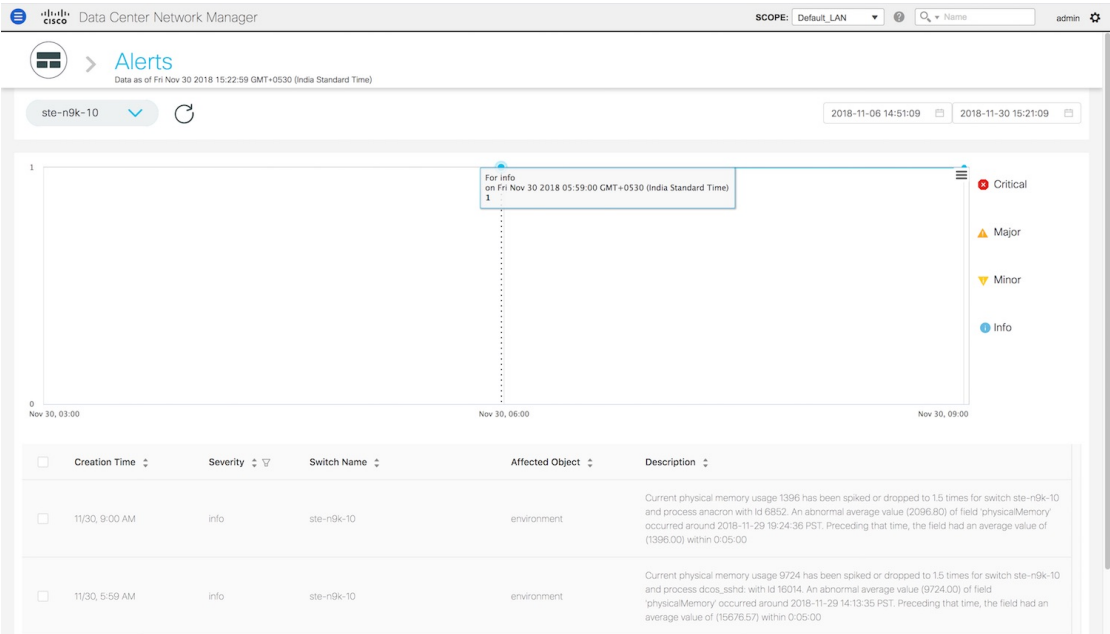 CISCO Data Center Network Manager
SCOPE: Default_LAN
Name
admin
Alerts
Data as of Fri Nov 30 2018 15:22:59 GMT+0530 (India Standard Time)
ste-n9k-10
2018-11-06 14:51:09
2018-11-30 15:21:09
1
For info
on Fri Nov 30 2018 05:59:00 GMT+0530 (India Standard Time)
1
Critical
Major
Minor
Info
0
Nov 30, 03:00
Nov 30, 06:00
Nov 30, 09:00
Creation Time Severity Switch Name Affected Object Description
11/30, 9:00 AM info ste-n9k-10 environment
Current physical memory usage 1396 has been spiked or dropped to 1.5 times for switch ste-n9k-10
and process anacron with Id 6852. An abnormal average value (2096.80) of field 'physicalMemory'
occurred around 2018-11-29 19:24:36 PST. Preceding that time, the field had an average value of
(1396.00) within 0:05:00
11/30, 5:59 AM info ste-n9k-10 environment
Current physical memory usage 9724 has been spiked or dropped to 1.5 times for switch ste-n9k-10
and process dcos_sshd: with Id 16014. An abnormal average value (9724.00) of field
'physicalMemory' occurred around 2018-11-29 14:13:35 PST. Preceding that time, the field had an
average value of (15676.57) within 0:05:00